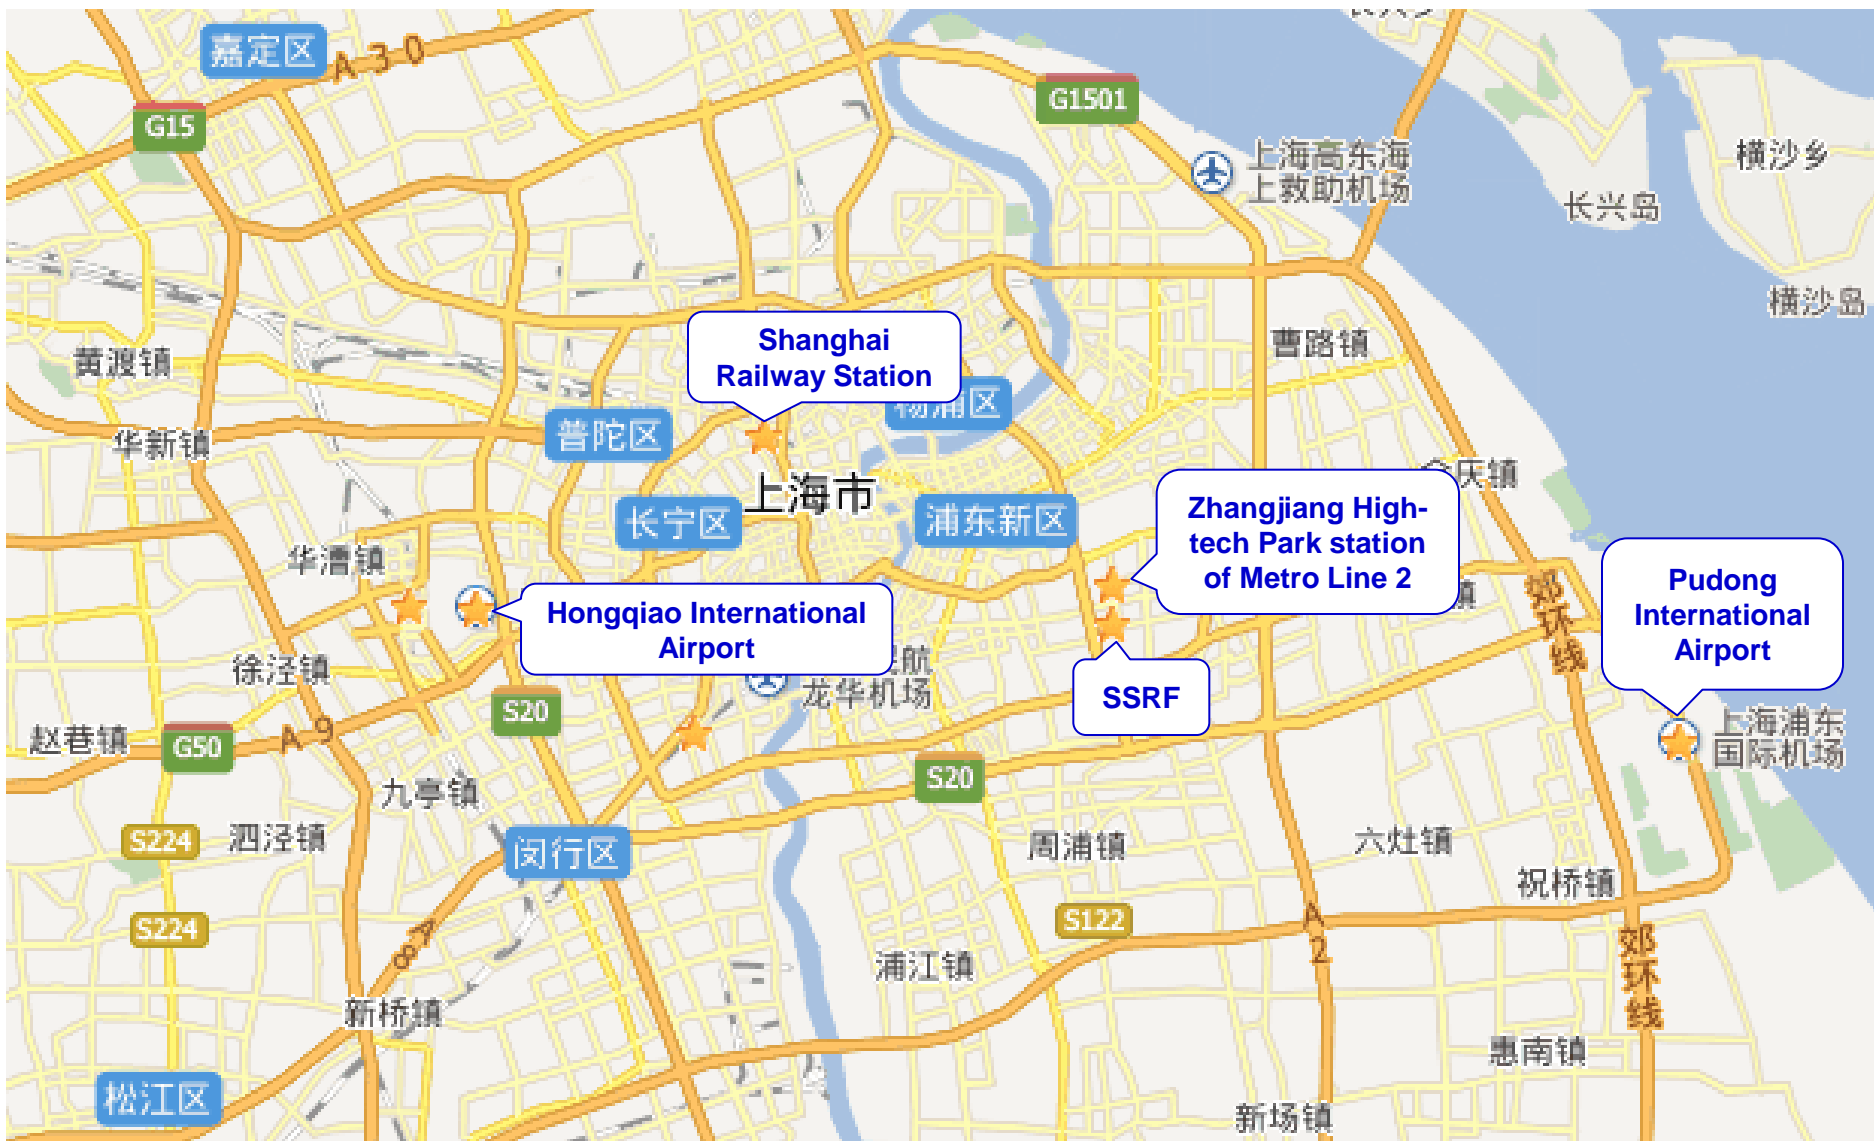 嘉定区
A 30
G15
G1501
上海高东海
上救助机场
横沙乡
长兴岛
横沙岛
曹路镇
黄渡镇
Shanghai
Railway Station
普陀区
华新镇
上海市
长宁区
浦东新区
庆镇
Zhangjiang High-
tech Park station
of Metro Line 2
华漕镇
Hongqiao International
Airport
郊环线
镇
Pudong
International
Airport
徐泾镇
航
龙华机场
SSRF
S20
赵巷镇
G50
A 9
上海浦东
国际机场
S20
九亭镇
S224
泗泾镇
闵行区
周浦镇
六灶镇
祝桥镇
S224
S122
A8
A2
郊环线
浦江镇
新桥镇
惠南镇
松江区
新场镇